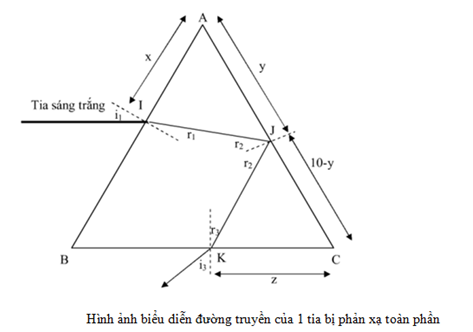 A
x
y
Tia sáng trắng
I
i1
r1
J
r2
r2
10-y
r3
B
i3
K
C
z
Hình ảnh biểu diễn đường truyền của 1 tia bị phản xạ toàn phần